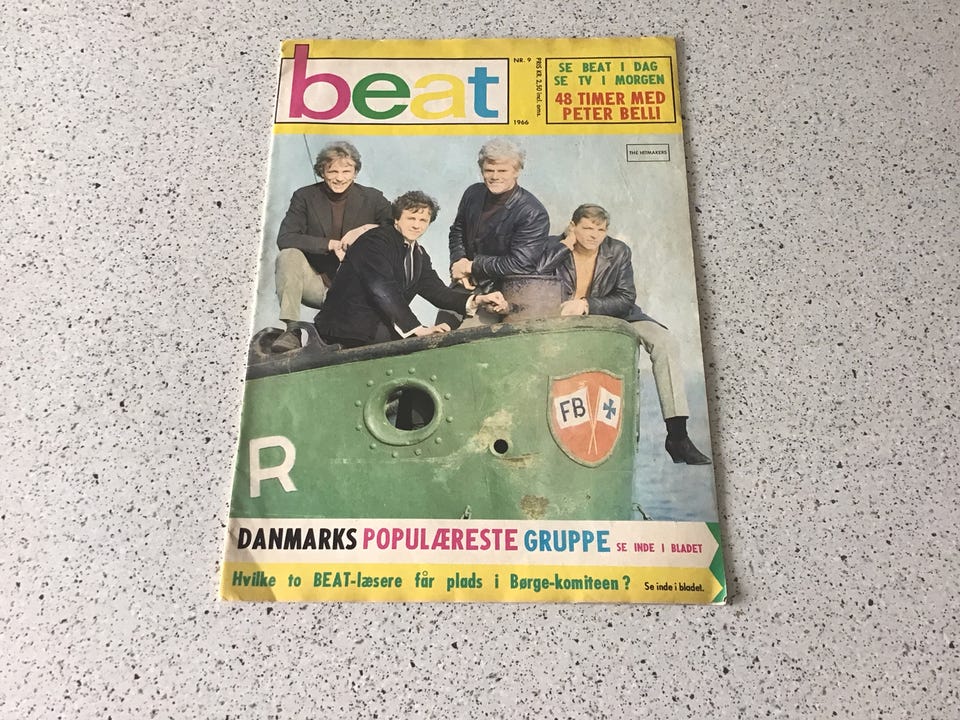 beat
NR. 9
1966
PRIS KR. 2,50 incl. oms.
SE BEAT I DAG
SE TV I MORGEN
48 TIMER MED
PETER BELLI
THE HITMAKERS
FB
R
DANMARKS POPULÆRESTE GRUPPE SE INDE I BLADET
Hvilke to BEAT-læsere får plads i Børge-komiteen? Se inde i bladet.